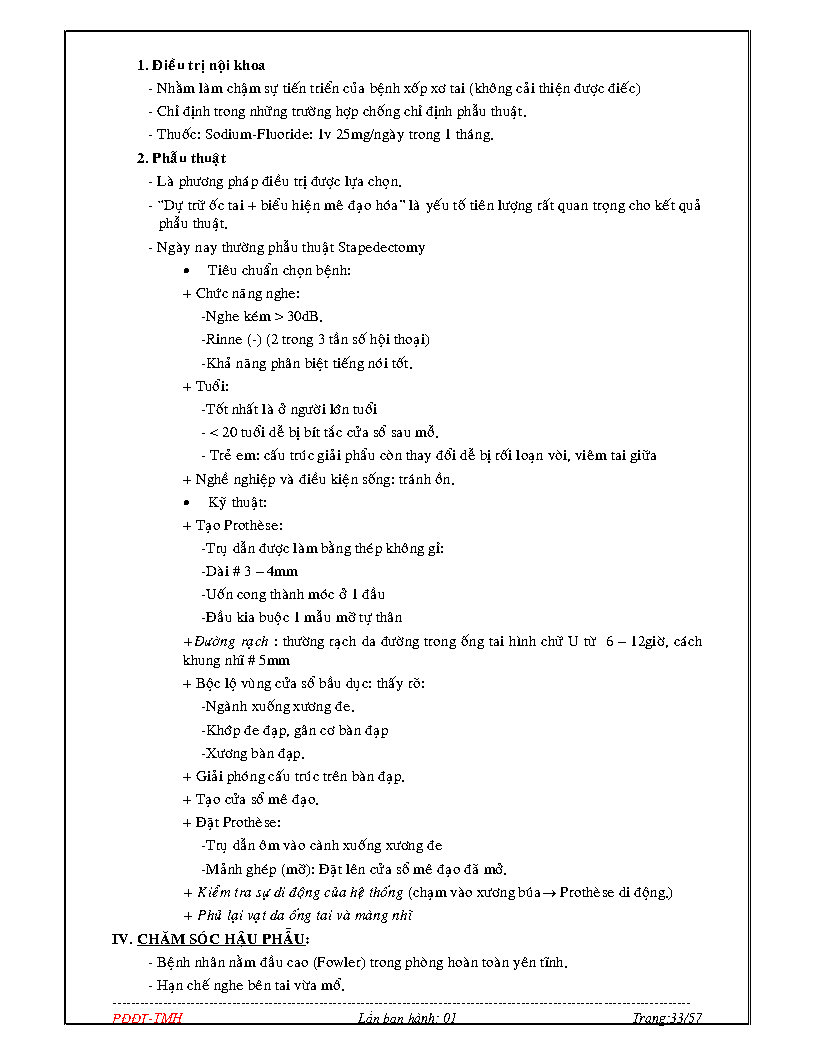 1. Điều trị nội khoa
- Nhằm làm chậm sự tiến triển của bệnh xốp xơ tai (không cải thiện được điếc)
- Chỉ định trong những trường hợp chống chỉ định phẫu thuật.
- Thuốc: Sodium-Fluoride: 1v 25mg/ngày trong 1 tháng.
2. Phẫu thuật
- Là phương pháp điều trị được lựa chọn.
- “Dự trữ ốc tai + biểu hiện mê đạo hóa” là yếu tố tiên lượng rất quan trọng cho kết quả
phẫu thuật.
- Ngày nay thường phẫu thuật Stapedectomy
• Tiêu chuẩn chọn bệnh:
+ Chức năng nghe:
-Nghe kém > 30dB.
-Rinne (-) (2 trong 3 tần số hội thoại)
-Khả năng phân biệt tiếng nói tốt.
+ Tuổi:
-Tốt nhất là ở người lớn tuổi
- < 20 tuổi dễ bị bít tắc cửa sổ sau mổ.
- Trẻ em: cấu trúc giải phẩu còn thay đổi dễ bị rối loạn vòi, viêm tai giữa
+ Nghề nghiệp và điều kiện sống: tránh ồn.
• Kỹ thuật:
+ Tạo Prothèse:
-Trụ dẫn được làm bằng thép không gỉ:
-Dài # 3 – 4mm
-Uốn cong thành móc ở 1 đầu
-Đầu kia buộc 1 mẫu mỡ tự thân
+Đường rạch : thường rạch da đường trong ống tai hình chữ U từ 6 – 12giờ, cách
khung nhĩ # 5mm
+ Bộc lộ vùng cửa sổ bầu dục: thấy rõ:
-Ngành xuống xương đe.
-Khớp đe đạp, gân cơ bàn đạp
-Xương bàn đạp.
+ Giải phóng cấu trúc trên bàn đạp.
+ Tạo cửa sổ mê đạo.
+ Đặt Prothèse:
-Trụ dẫn ôm vào cành xuống xương đe
-Mảnh ghép (mỡ): Đặt lên cửa sổ mê đạo đã mở.
+ Kiểm tra sự di động của hệ thống (chạm vào xương búa→ Prothèse di động.)
+ Phủ lại vạt da ống tai và màng nhĩ
IV. CHĂM SÓC HẬU PHẪU:
- Bệnh nhân nằm đầu cao (Fowler) trong phòng hoàn toàn yên tĩnh.
- Hạn chế nghe bên tai vừa mổ.
PĐĐT-TMH Lần ban hành: 01 Trang:33/57